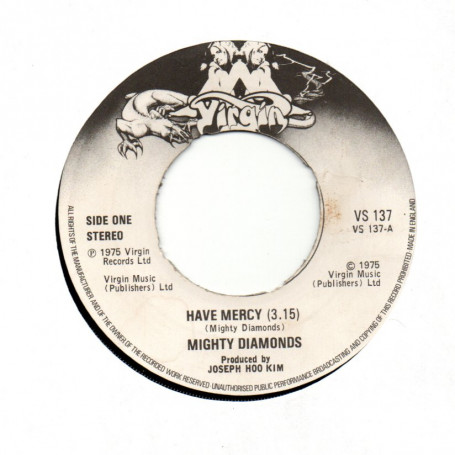 Virgin
SIDE ONE
STEREO
℗ 1975 Virgin
Records Ltd
Virgin Music
(Publishers) Ltd
VS 137
VS 137-A
© 1975
Virgin Music
(Publishers) Ltd
HAVE MERCY (3.15)
(Mighty Diamonds)
MIGHTY DIAMONDS
Produced by
JOSEPH HOO KIM
ALL RIGHTS OF THE MANUFACTURER AND OF THE OWNER OF THE RECORDED WORK RESERVED · UNAUTHORISED PUBLIC PERFORMANCE BROADCASTING AND COPYING OF THIS RECORD PROHIBITED MADE IN ENGLAND